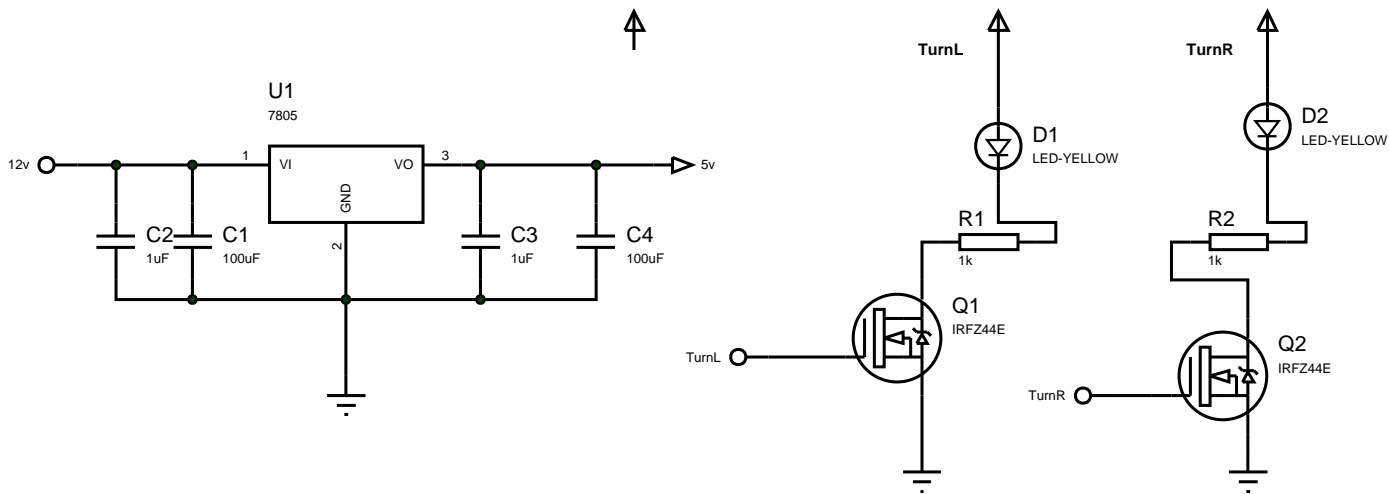 U1
7805
12v
1
VI
VO
3
5v
GND
2
C2
1uF
C1
100uF
C3
1uF
C4
100uF
TurnL
D1
LED-YELLOW
R1
1k
Q1
IRFZ44E
TurnL
TurnR
D2
LED-YELLOW
R2
1k
Q2
IRFZ44E
TurnR